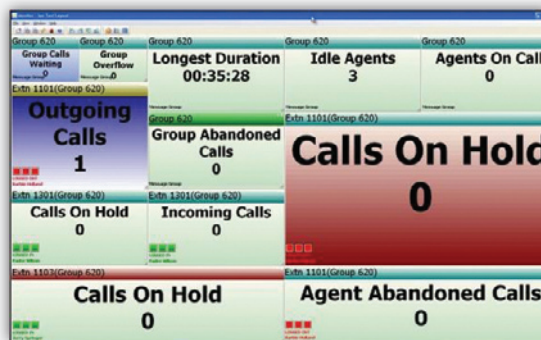 Group 620
Group Calls
Waiting
0
Message Group
Group 620
Group
Overflow
0
Message Group
Group 620
Longest Duration
00:35:28
Message Group
Group 620
Idle Agents
3
Message Group
Group 620
Agents On Call
0
Extn 1101(Group 620)
Outgoing
Calls
1
Group 620
Group Abandoned
Calls
0
Message Group
Extn 1101(Group 620)
Calls On Hold
0
Extn 1301(Group 620)
Calls On Hold
0
Extn 1301(Group 620)
Incoming Calls
0
Extn 1103(Group 620)
Calls On Hold
0
Extn 1101(Group 620)
Agent Abandoned Calls
0